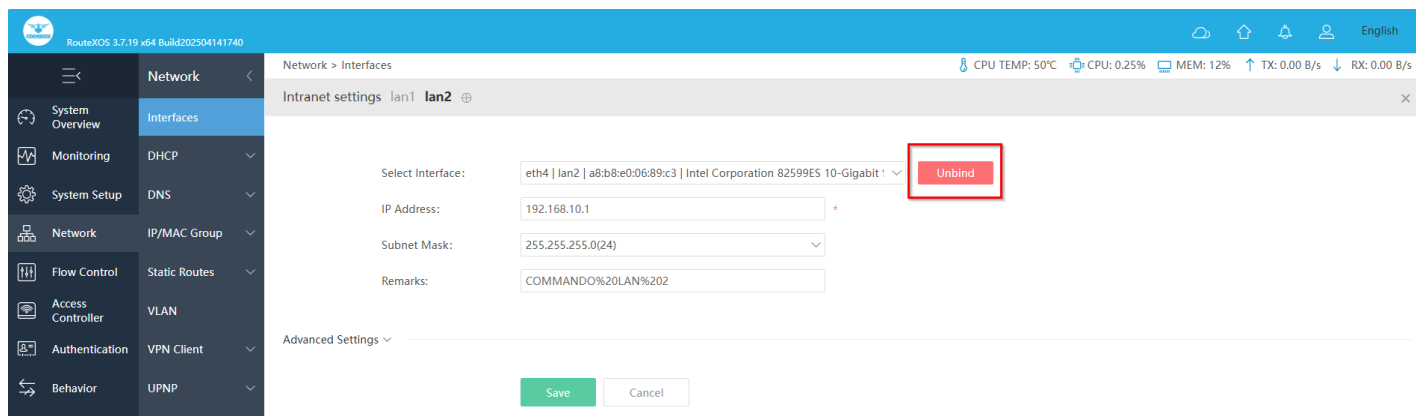 RouteXOS 3.7.19 x64 Build202504141740
English
Network
Network > Interfaces
CPU TEMP: 50°C CPU: 0.25% MEM: 12% TX: 0.00 B/s RX: 0.00 B/s
Intranet settings lan1 lan2
System Overview
Interfaces
Monitoring
DHCP
Select Interface:
eth4 | lan2 | a8:b8:e0:06:89:c3 | Intel Corporation 82599ES 10-Gigabit
Unbind
System Setup
DNS
IP Address:
192.168.10.1
*
Network
IP/MAC Group
Subnet Mask:
255.255.255.0(24)
Flow Control
Static Routes
Remarks:
COMMANDO%20LAN%202
Access Controller
VLAN
Advanced Settings
Authentication
VPN Client
Behavior
UPNP
Save
Cancel